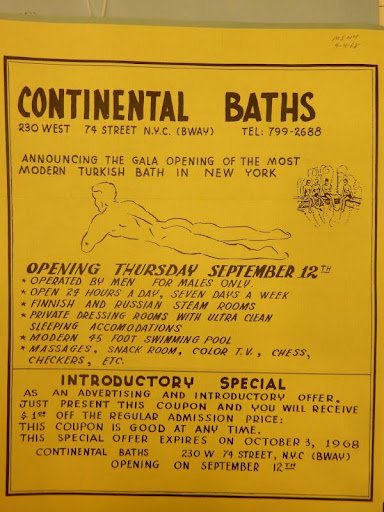 MSNY
9-4-68
CONTINENTAL BATHS
230 WEST 74 STREET N.Y.C. (BWAY) TEL: 799-2688
ANNOUNCING THE GALA OPENING OF THE MOST
MODERN TURKISH BATH IN NEW YORK
OPENING THURSDAY SEPTEMBER 12TH
* OPERATED BY MEN FOR MALES ONLY.
* OPEN 24 HOURS A DAY, SEVEN DAYS A WEEK
* FINNISH AND RUSSIAN STEAM ROOMS
* PRIVATE DRESSING ROOMS WITH ULTRA CLEAN
SLEEPING ACCOMODATIONS
* MODERN 45 FOOT SWIMMING POOL
* MASSAGES, SNACK ROOM, COLOR T.V., CHESS,
CHECKERS, ETC.
INTRODUCTORY SPECIAL
AS AN ADVERTISING AND INTRODUCTORY OFFER.
JUST PRESENT THIS COUPON AND YOU WILL RECEIVE
$1.00 OFF THE REGULAR ADMISSION PRICE:
THIS COUPON IS GOOD AT ANY TIME.
THIS SPECIAL OFFER EXPIRES ON OCTOBER 3, 1968
CONTINENTAL BATHS 230 W 74 STREET, N.Y.C (BWAY)
OPENING ON SEPTEMBER 12TH